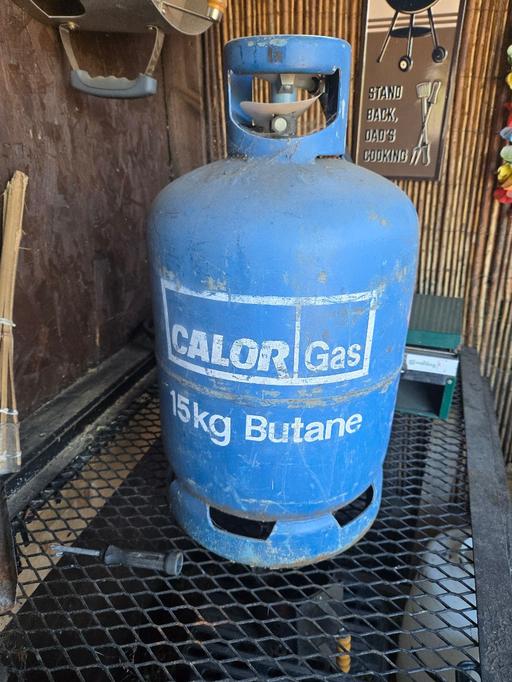 STAND
BACK,
DAD'S
COOKING
CALOR Gas
15kg Butane